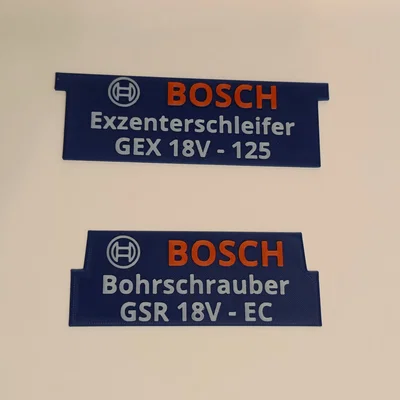 BOSCH
Exzenterschleifer
GEX 18V - 125
BOSCH
Bohrschrauber
GSR 18V - EC